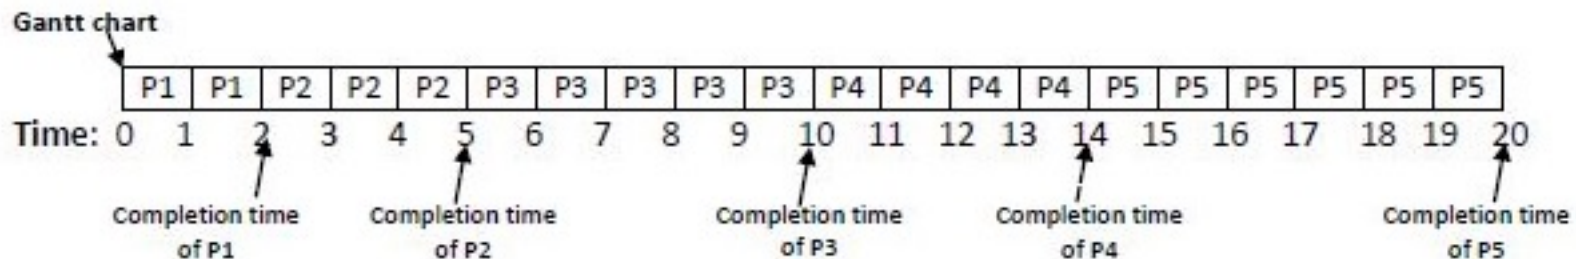 Gantt chart
P1 P1 P2 P2 P2 P3 P3 P3 P3 P3 P4 P4 P4 P4 P5 P5 P5 P5 P5 P5
Time: 0 1 2 3 4 5 6 7 8 9 10 11 12 13 14 15 16 17 18 19 20
Completion time Completion time Completion time Completion time Completion time
of P1 of P2 of P3 of P4 of P5